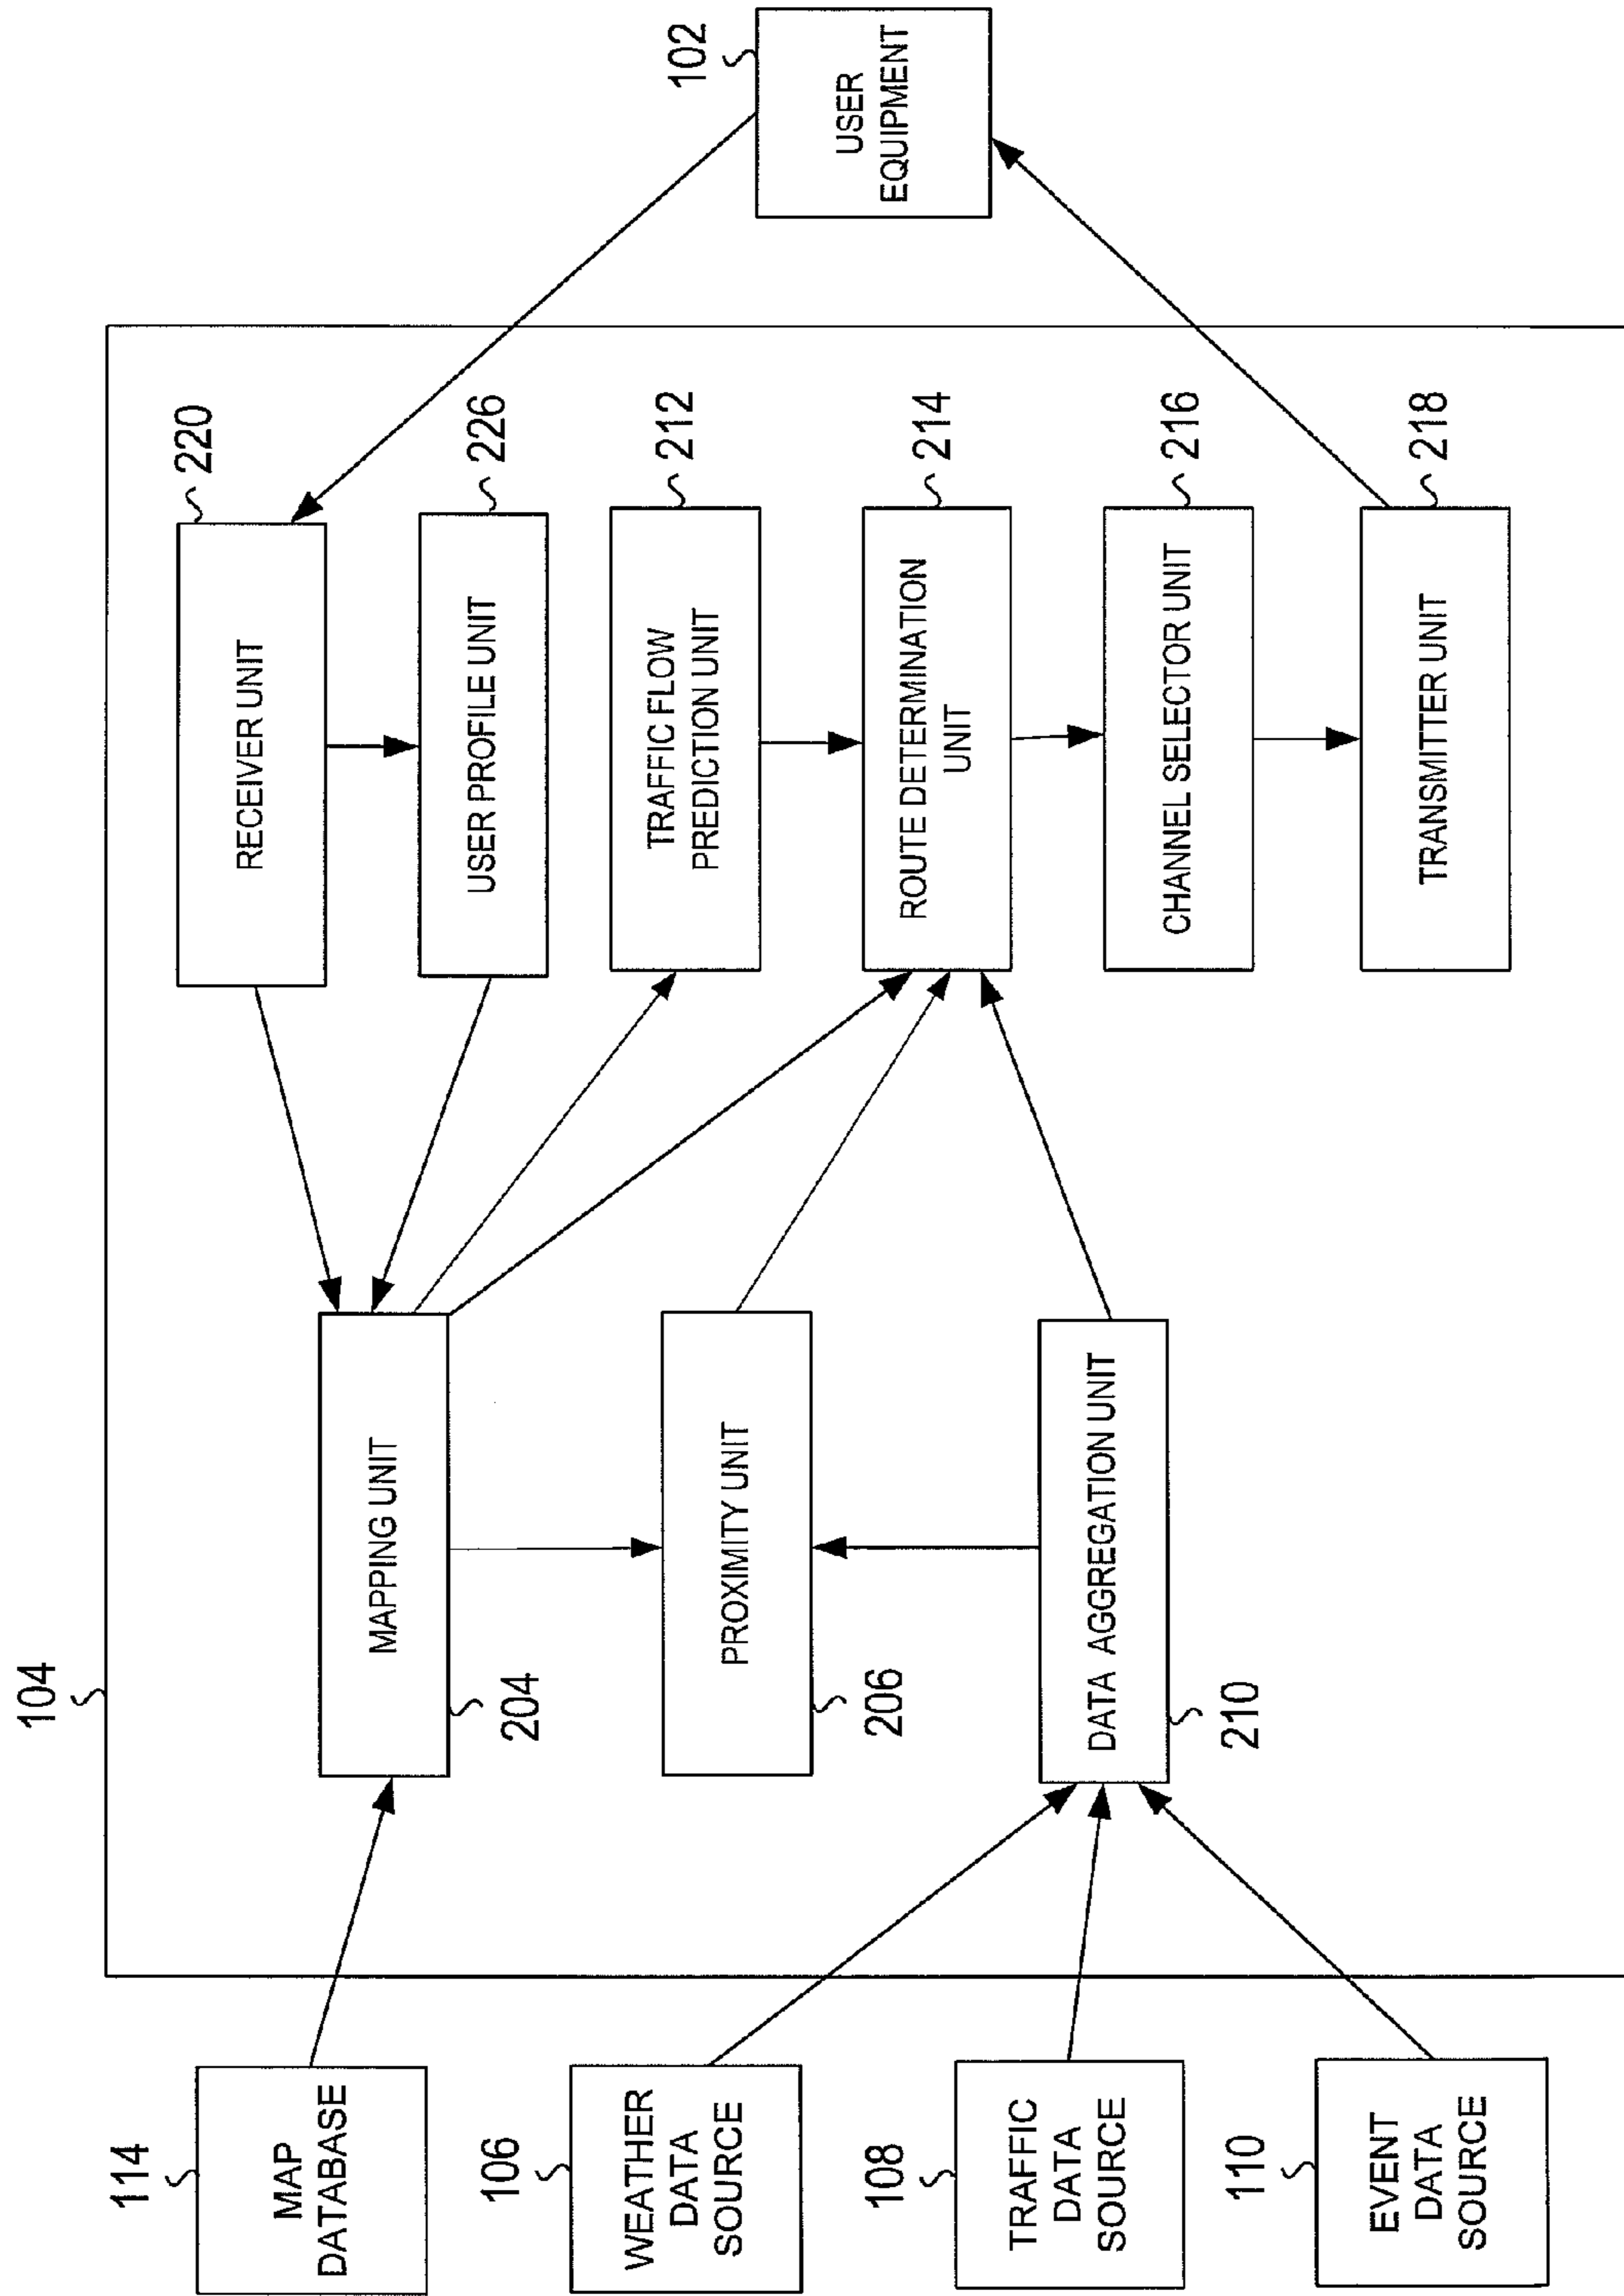 104
114
MAP
DATABASE
106
WEATHER
DATA
SOURCE
108
TRAFFIC
DATA
SOURCE
110
EVENT
DATA
SOURCE
MAPPING UNIT
204
PROXIMITY UNIT
206
DATA AGGREGATION UNIT
210
220
RECEIVER UNIT
226
USER PROFILE UNIT
212
TRAFFIC FLOW
PREDICTION UNIT
214
ROUTE DETERMINATION
UNIT
216
CHANNEL SELECTOR UNIT
218
TRANSMITTER UNIT
102
USER
EQUIPMENT